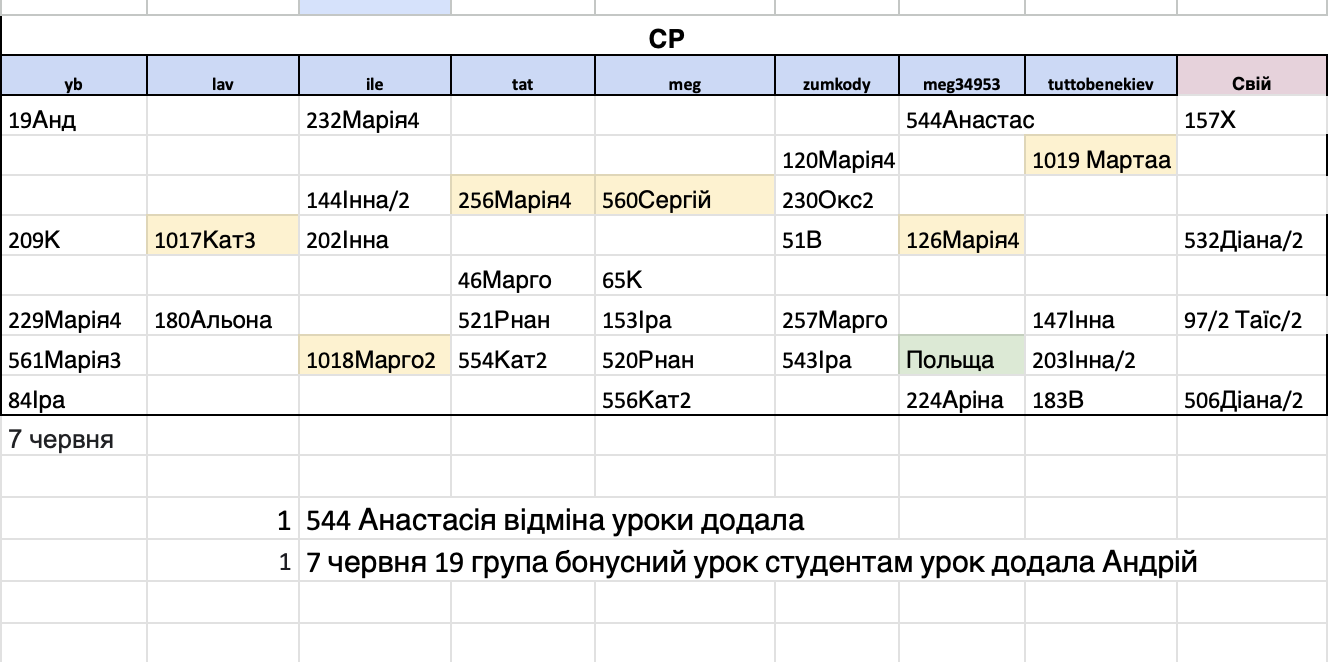 СР
yb lav ile tat meg zumkody meg34953 tuttobenekiev Свій
19Анд 232Марія4 544Анастас 157Х
120Марія4 1019 Мартаа
144Інна/2 256Марія4 560Сергій 230Окс2
209К 1017Кат3 202Інна 51В 126Марія4 532Діана/2
46Марго 65К
229Марія4 180Альона 521Рнан 153Іра 257Марго 147Інна 97/2 Таїс/2
561Марія3 1018Марго2 554Кат2 520Рнан 543Іра Польща 203Інна/2
84Іра 556Кат2 224Аріна 183В 506Діана/2
7 червня
1 544 Анастасія відміна уроки додала
1 7 червня 19 група бонусний урок студентам урок додала Андрій